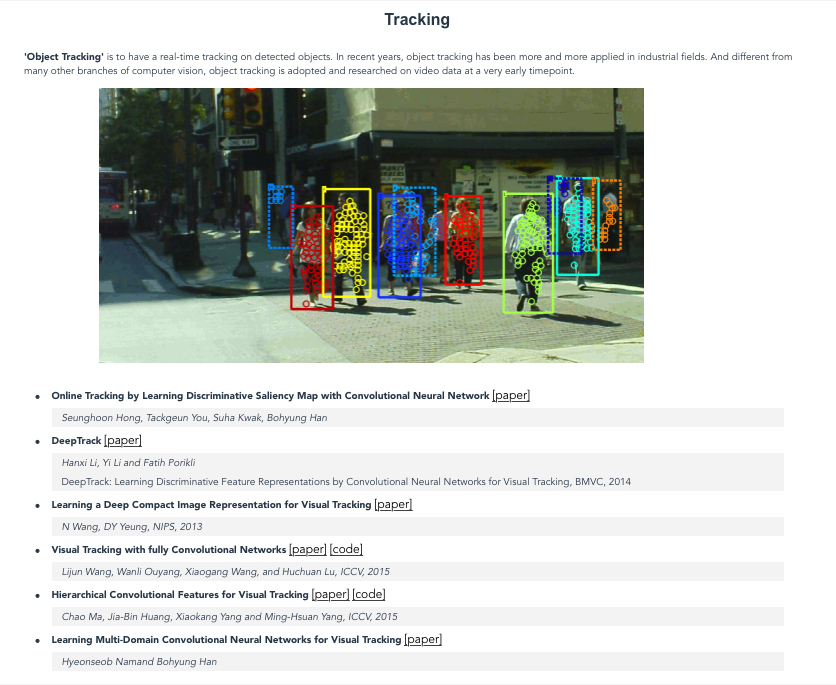 Tracking
'Object Tracking' is to have a real-time tracking on detected objects. In recent years, object tracking has been more and more applied in industrial fields. And different from
many other branches of computer vision, object tracking is adopted and researched on video data at a very early timepoint.
ONE WAY
• Online Tracking by Learning Discriminative Saliency Map with Convolutional Neural Network [paper]
Seunghoon Hong, Tackgeun You, Suha Kwak, Bohyung Han
• DeepTrack [paper]
Hanxi Li, Yi Li and Fatih Porikli
DeepTrack: Learning Discriminative Feature Representations by Convolutional Neural Networks for Visual Tracking, BMVC, 2014
• Learning a Deep Compact Image Representation for Visual Tracking [paper]
N Wang, DY Yeung, NIPS, 2013
• Visual Tracking with fully Convolutional Networks [paper] [code]
Lijun Wang, Wanli Ouyang, Xiaogang Wang, and Huchuan Lu, ICCV, 2015
• Hierarchical Convolutional Features for Visual Tracking [paper] [code]
Chao Ma, Jia-Bin Huang, Xiaokang Yang and Ming-Hsuan Yang, ICCV, 2015
• Learning Multi-Domain Convolutional Neural Networks for Visual Tracking [paper]
Hyeonseob Namand Bohyung Han